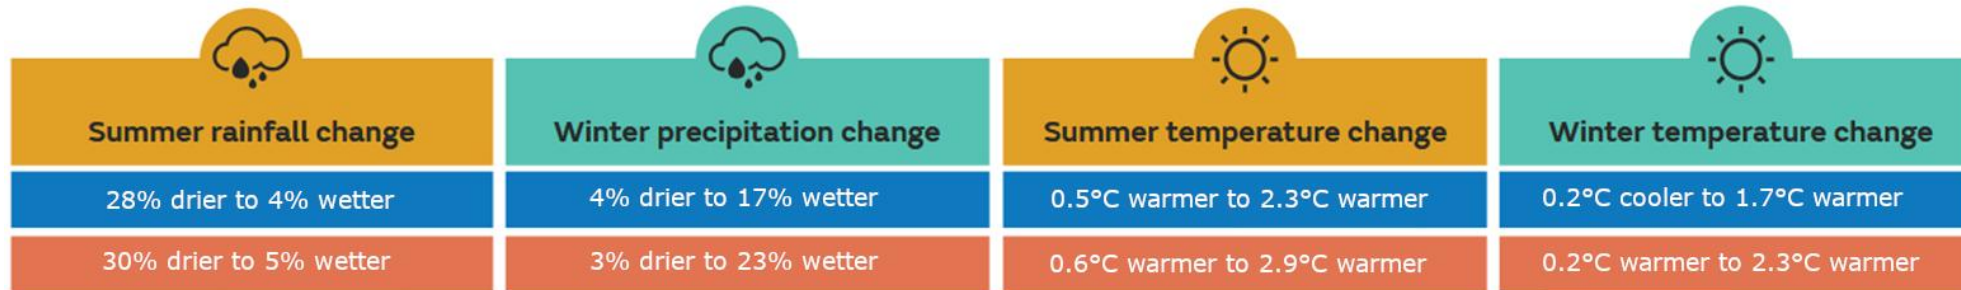 Summer rainfall change
Winter precipitation change
Summer temperature change
Winter temperature change
28% drier to 4% wetter
4% drier to 17% wetter
0.5°C warmer to 2.3°C warmer
0.2°C cooler to 1.7°C warmer
30% drier to 5% wetter
3% drier to 23% wetter
0.6°C warmer to 2.9°C warmer
0.2°C warmer to 2.3°C warmer